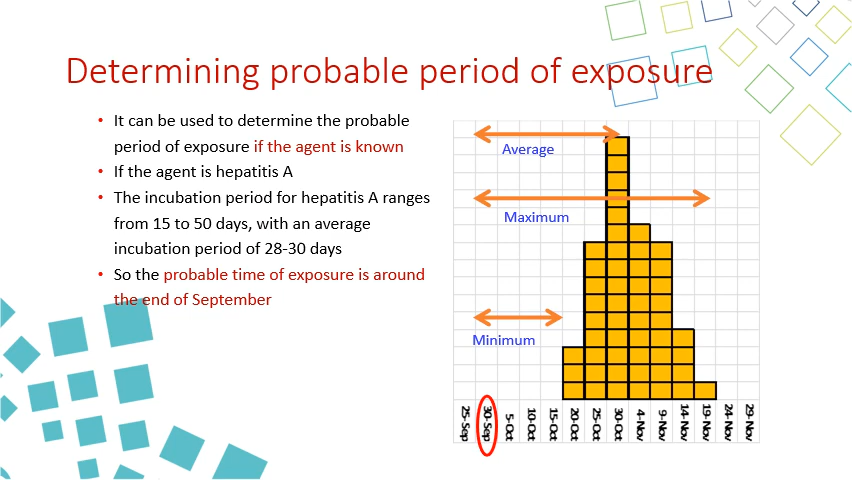 Determining probable period of exposure
• It can be used to determine the probable
period of exposure if the agent is known
• If the agent is hepatitis A
• The incubation period for hepatitis A ranges
from 15 to 50 days, with an average
incubation period of 28-30 days
• So the probable time of exposure is around
the end of September
Average
Maximum
Minimum
25-Sep
30-Sep
5-Oct
10-Oct
15-Oct
20-Oct
25-Oct
30-Oct
4-Nov
9-Nov
14-Nov
19-Nov
24-Nov
29-Nov